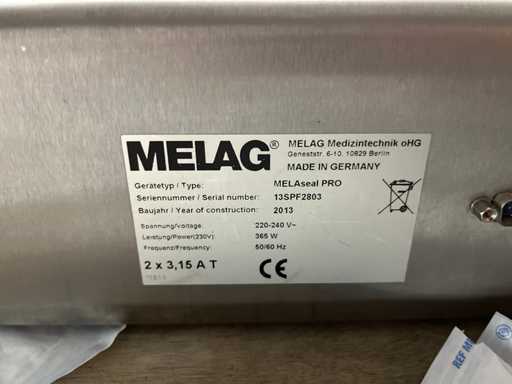 MELAG®
MELAG Medizintechnik oHG
Geneststr. 6-10, 10829 Berlin
MADE IN GERMANY
Gerätetyp / Type: MELAseal PRO
Seriennummer / Serial number: 13SPF2803
Baujahr / Year of construction: 2013
Spannung/Voltage: 220-240 V~
Leistung/Power(230V): 365 W
Frequenz/Frequency: 50/60 Hz
2 x 3,15 A T
CE
REF